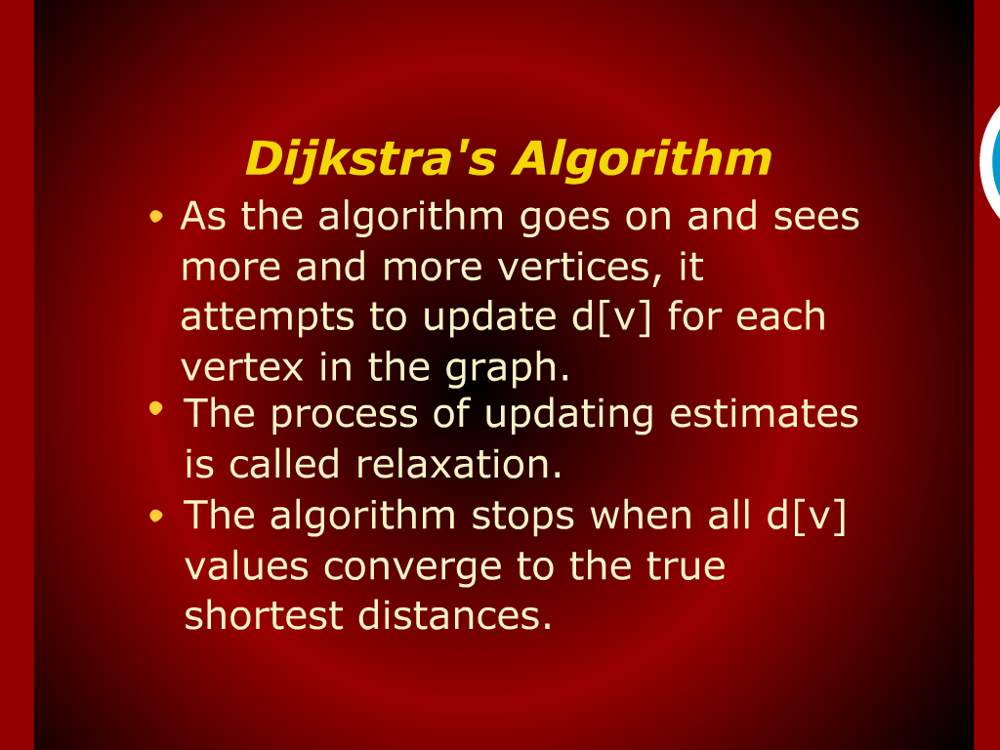 Dijkstra's Algorithm
• As the algorithm goes on and sees
more and more vertices, it
attempts to update d[v] for each
vertex in the graph.
• The process of updating estimates
is called relaxation.
• The algorithm stops when all d[v]
values converge to the true
shortest distances.